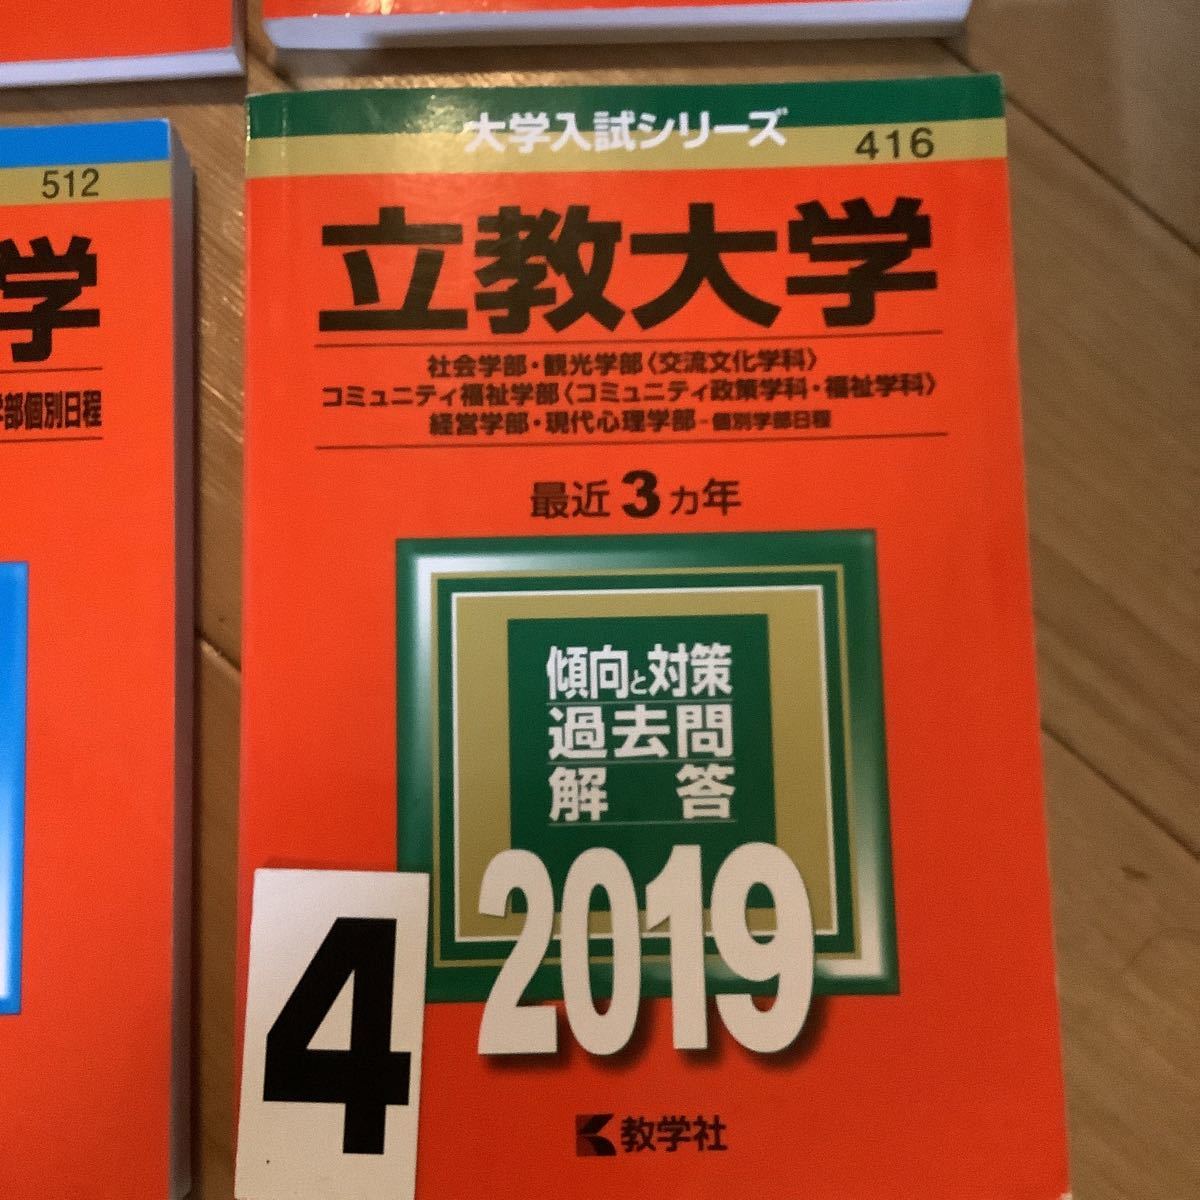 512
学
部個別日程
大学入試シリーズ
416
立教大学
社会学部・観光学部〈交流文化学科〉
コミュニティ福祉学部〈コミュニティ政策学科・福祉学科〉
経営学部・現代心理学部－個別学部日程
最近3カ年
傾向と対策
過去問
解答
2019
4
教学社